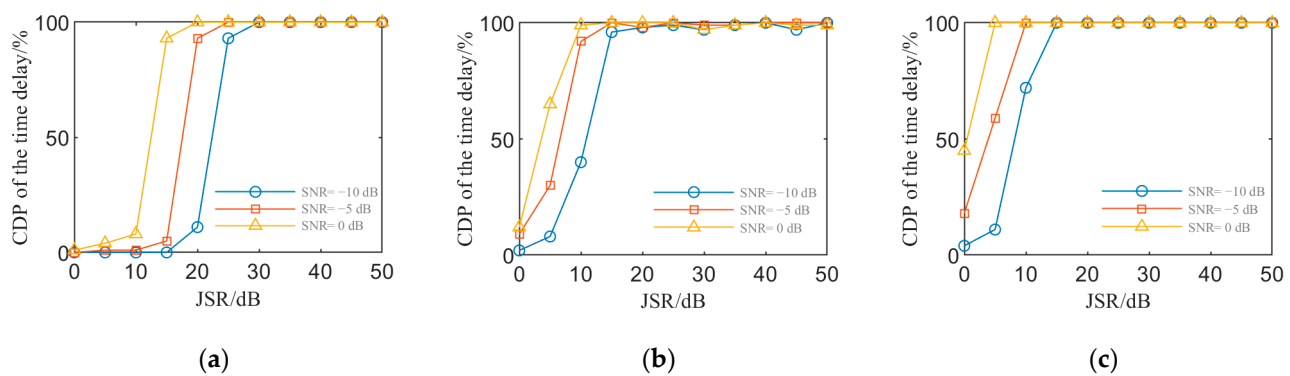 CDP of the time delay/%
100
50
0
SNR= −10 dB
SNR= −5 dB
SNR= 0 dB
0 10 20 30 40 50
JSR/dB
(a)
CDP of the time delay/%
100
50
0
SNR= −10 dB
SNR= −5 dB
SNR= 0 dB
0 10 20 30 40 50
JSR/dB
(b)
CDP of the time delay/%
100
50
0
SNR= −10 dB
SNR= −5 dB
SNR= 0 dB
0 10 20 30 40 50
JSR/dB
(c)